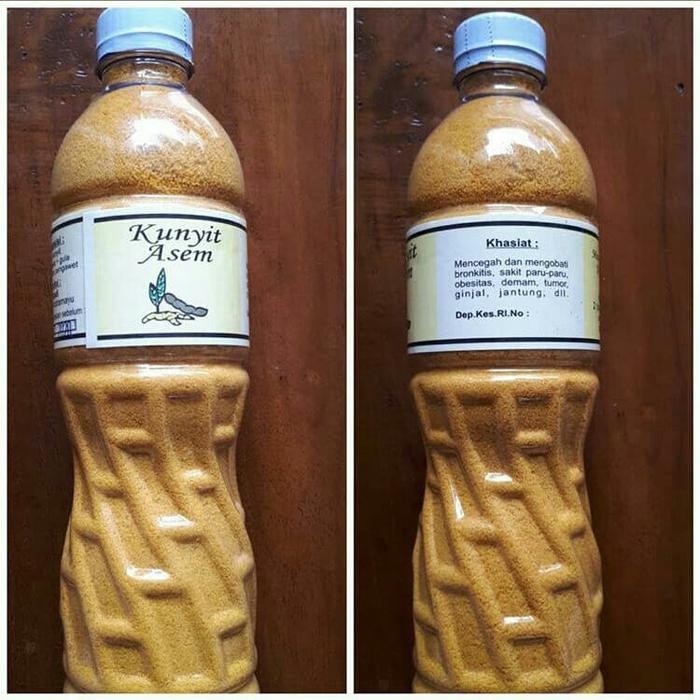 Kunyit
Asem
gula
Khasiat :
Mencegah dan mengobati
bronkitis, sakit paru-paru,
obesitas, demam, tumor,
ginjal, jantung, dll.
Dep.Kes.RI.No :